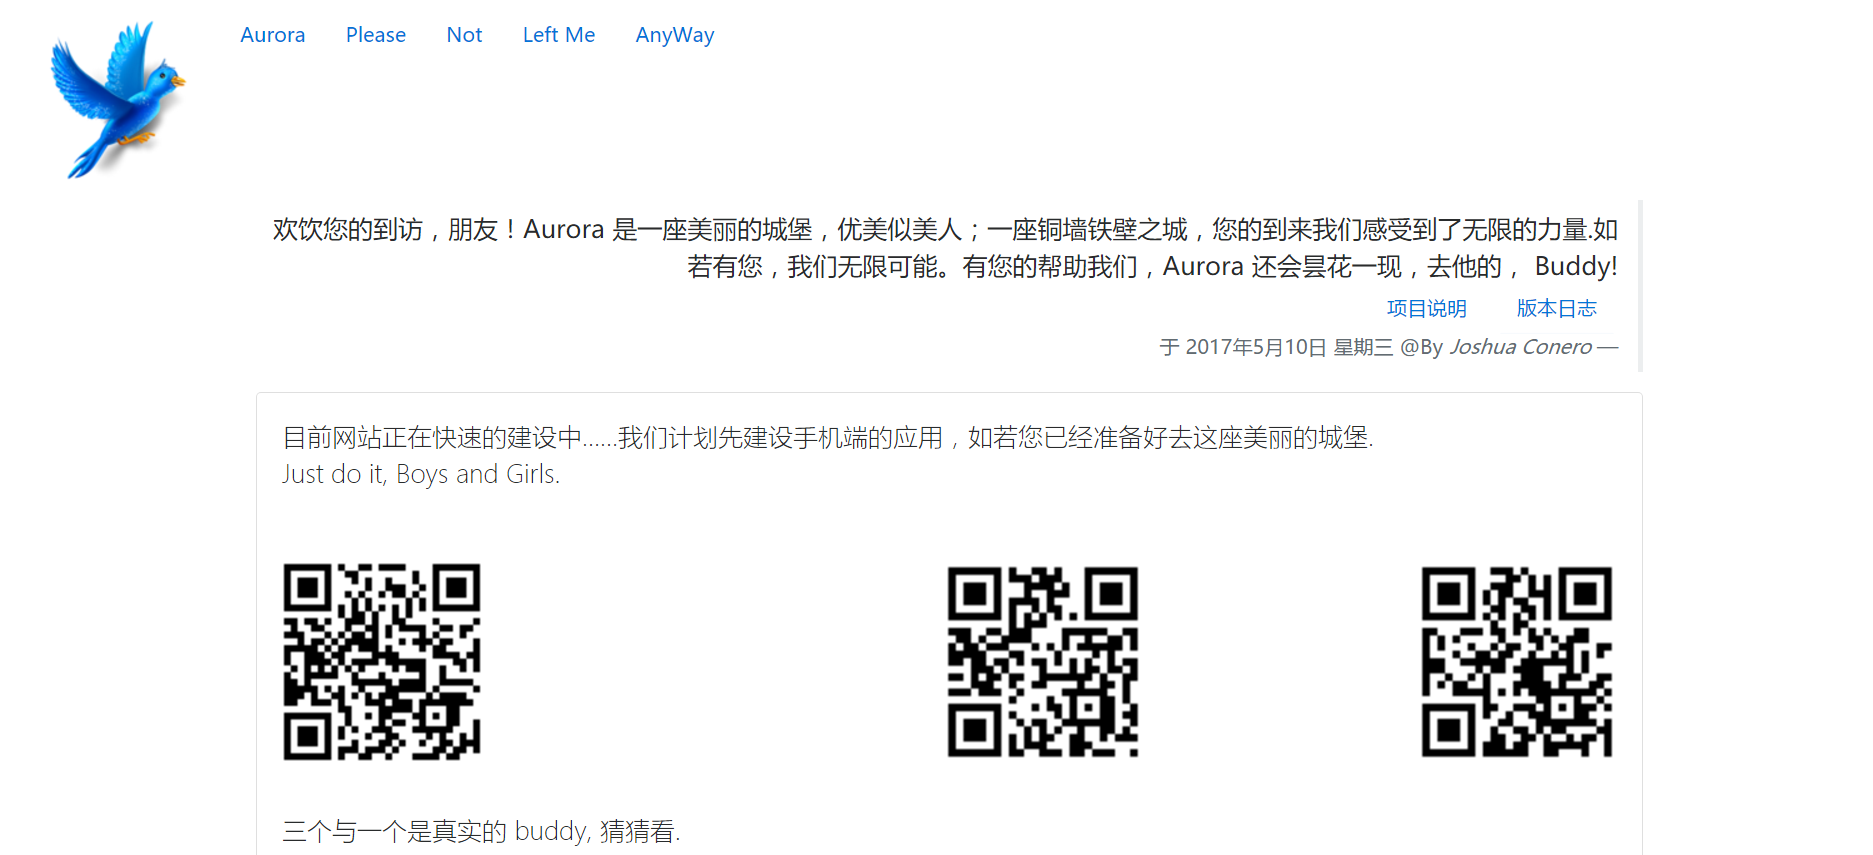 Aurora Please Not Left Me AnyWay
欢饮您的到访，朋友！Aurora 是一座美丽的城堡，优美似美人；一座铜墙铁壁之城，您的到来我们感受到了无限的力量.如
若有您，我们无限可能。有您的帮助我们，Aurora 还会昙花一现，去他的， Buddy!
项目说明 版本日志
于 2017年5月10日 星期三 @By Joshua Conero —
目前网站正在快速的建设中......我们计划先建设手机端的应用，如若您已经准备好去这座美丽的城堡.
Just do it, Boys and Girls.
三个与一个是真实的 buddy, 猜猜看.